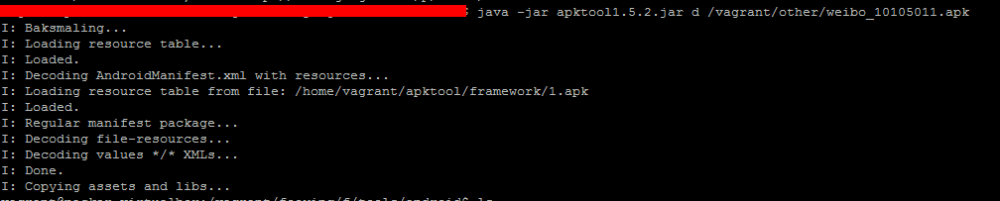 $ java -jar apktool1.5.2.jar d /vagrant/other/weibo_10105011.apk
I: Baksmaling...
I: Loading resource table...
I: Loaded.
I: Decoding AndroidManifest.xml with resources...
I: Loading resource table from file: /home/vagrant/apktool/framework/1.apk
I: Loaded.
I: Regular manifest package...
I: Decoding file-resources...
I: Decoding values */* XMLs...
I: Done.
I: Copying assets and libs...